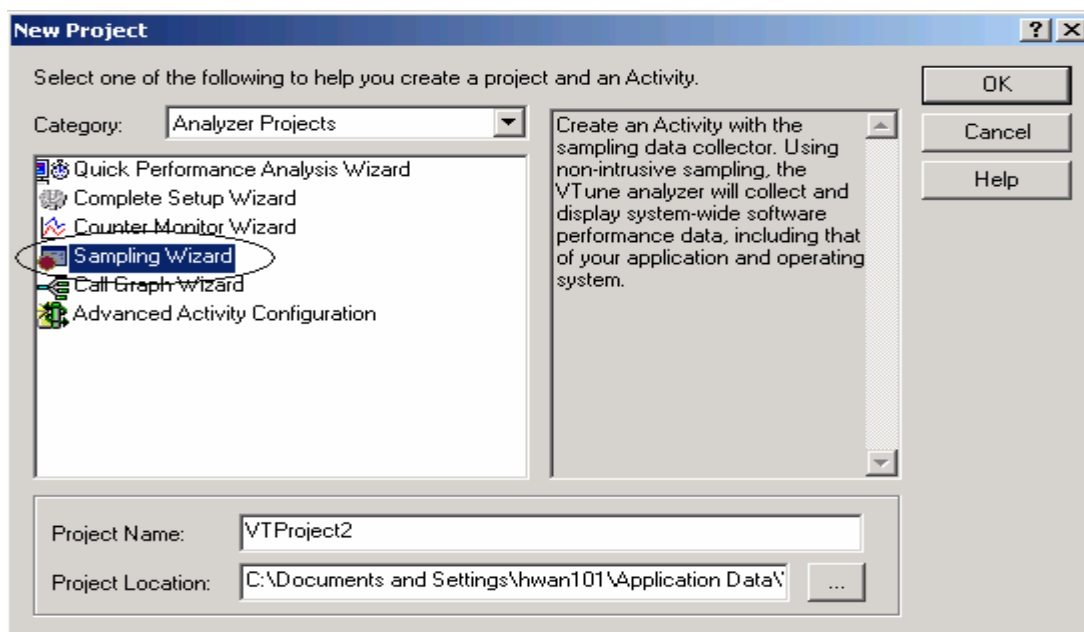 New Project
Select one of the following to help you create a project and an Activity.
Category:
Analyzer Projects
Quick Performance Analysis Wizard
Complete Setup Wizard
Counter Monitor Wizard
Sampling Wizard
Call Graph Wizard
Advanced Activity Configuration
Create an Activity with the
sampling data collector. Using
non-intrusive sampling, the
VTune analyzer will collect and
display system-wide software
performance data, including that
of your application and operating
system.
OK
Cancel
Help
Project Name:
VTProject2
Project Location:
C:\Documents and Settings\hwan101\Application Data\
...